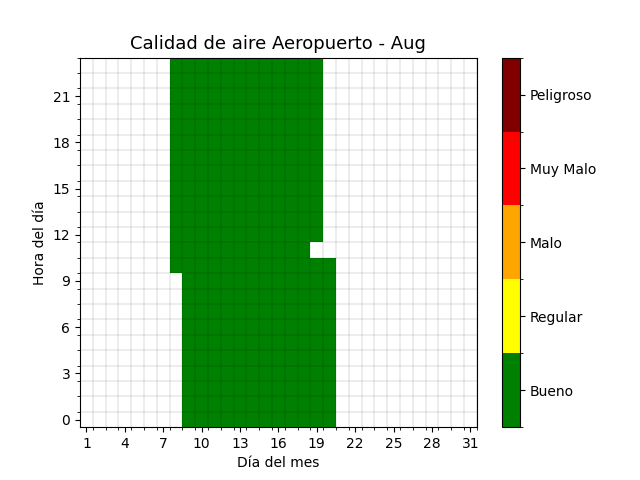 Calidad de aire Aeropuerto - Aug
21
18
15
12
9
6
3
0
Hora del día
1 4 7 10 13 16 19 22 25 28 31
Día del mes
Peligroso
Muy Malo
Malo
Regular
Bueno